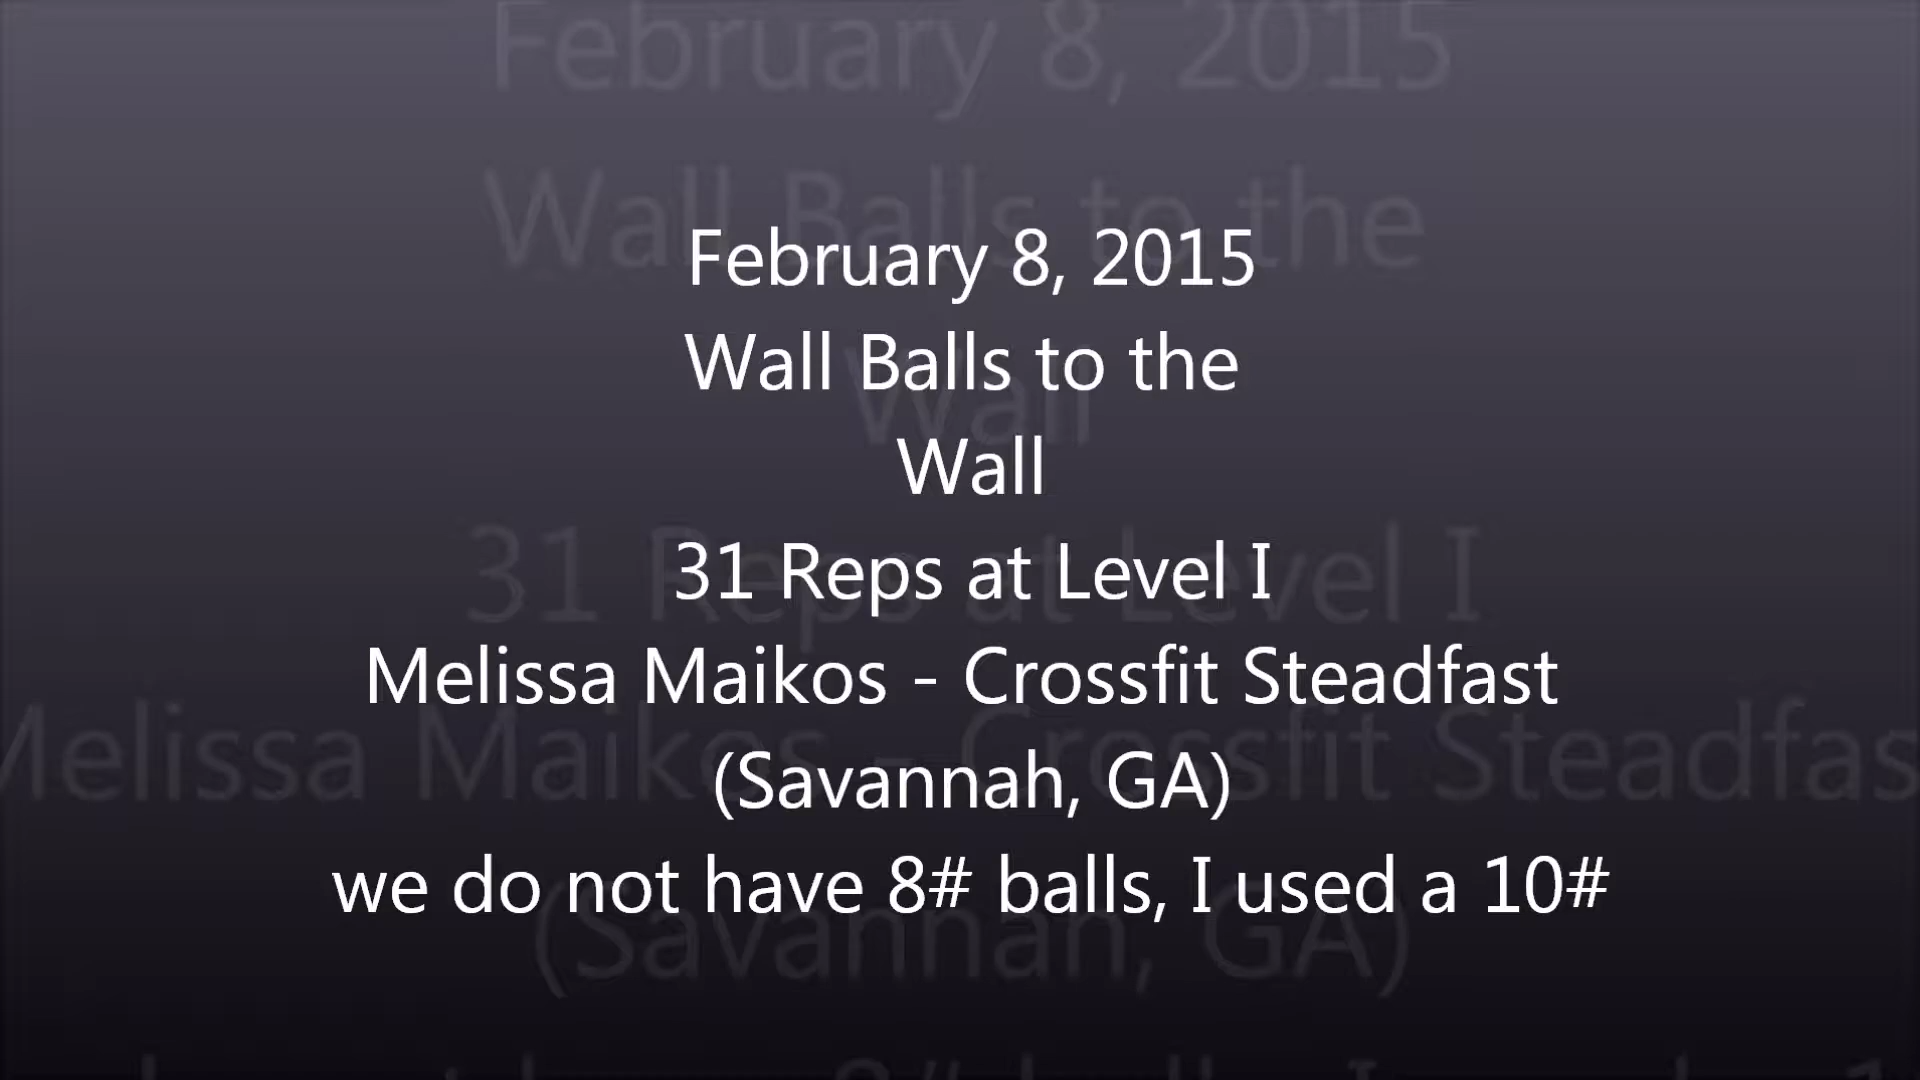 February 8, 2015
Wall Balls to the
Wall
31 Reps at Level I
Melissa Maikos - Crossfit Steadfast
(Savannah, GA)
we do not have 8# balls, I used a 10#